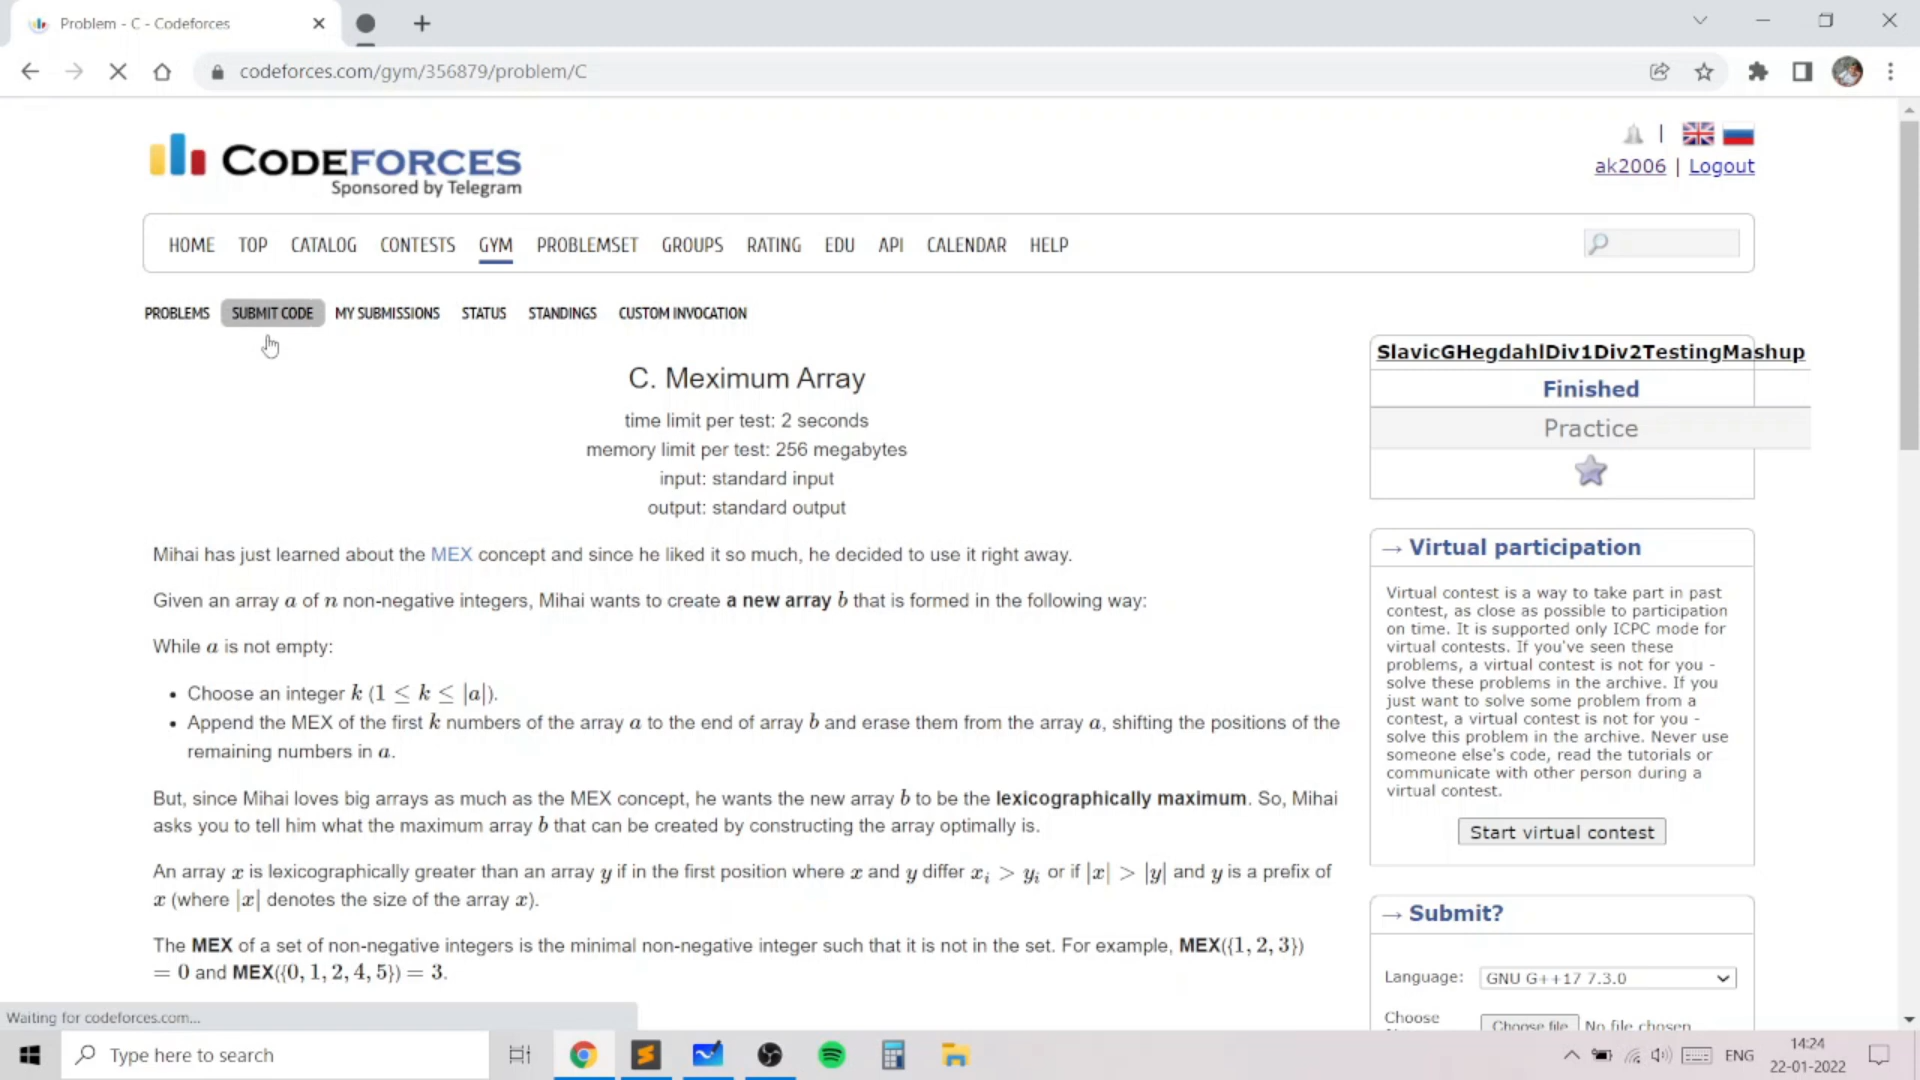 Problem - C - Codeforces
codeforces.com/gym/356879/problem/C
CODEFORCES
Sponsored by Telegram
|
ak2006 | Logout
HOME TOP CATALOG CONTESTS GYM PROBLEMSET GROUPS RATING EDU API CALENDAR HELP
PROBLEMS SUBMIT CODE MY SUBMISSIONS STATUS STANDINGS CUSTOM INVOCATION
C. Meximum Array
time limit per test: 2 seconds
memory limit per test: 256 megabytes
input: standard input
output: standard output
Mihai has just learned about the MEX concept and since he liked it so much, he decided to use it right away.
Given an array a of n non-negative integers, Mihai wants to create a new array b that is formed in the following way:
While a is not empty:
• Choose an integer k (1 ≤ k ≤ |a|).
• Append the MEX of the first k numbers of the array a to the end of array b and erase them from the array a, shifting the positions of the
remaining numbers in a.
But, since Mihai loves big arrays as much as the MEX concept, he wants the new array b to be the lexicographically maximum. So, Mihai
asks you to tell him what the maximum array b that can be created by constructing the array optimally is.
An array x is lexicographically greater than an array y if in the first position where x and y differ xᵢ > yᵢ or if |x| > |y| and y is a prefix of
x (where |x| denotes the size of the array x).
The MEX of a set of non-negative integers is the minimal non-negative integer such that it is not in the set. For example, MEX({1, 2, 3})
= 0 and MEX({0, 1, 2, 4, 5}) = 3.
SlavicGHegdahlDiv1Div2TestingMashup
Finished
Practice
→ Virtual participation
Virtual contest is a way to take part in past
contest, as close as possible to participation
on time. It is supported only ICPC mode for
virtual contests. If you've seen these
problems, a virtual contest is not for you -
solve these problems in the archive. If you
just want to solve some problem from a
contest, a virtual contest is not for you -
solve this problem in the archive. Never use
someone else's code, read the tutorials or
communicate with other person during a
virtual contest.
Start virtual contest
→ Submit?
Language: GNU G++17 7.3.0
Choose
Choose file No file chosen
Waiting for codeforces.com...
Type here to search
ENG
14:24
22-01-2022